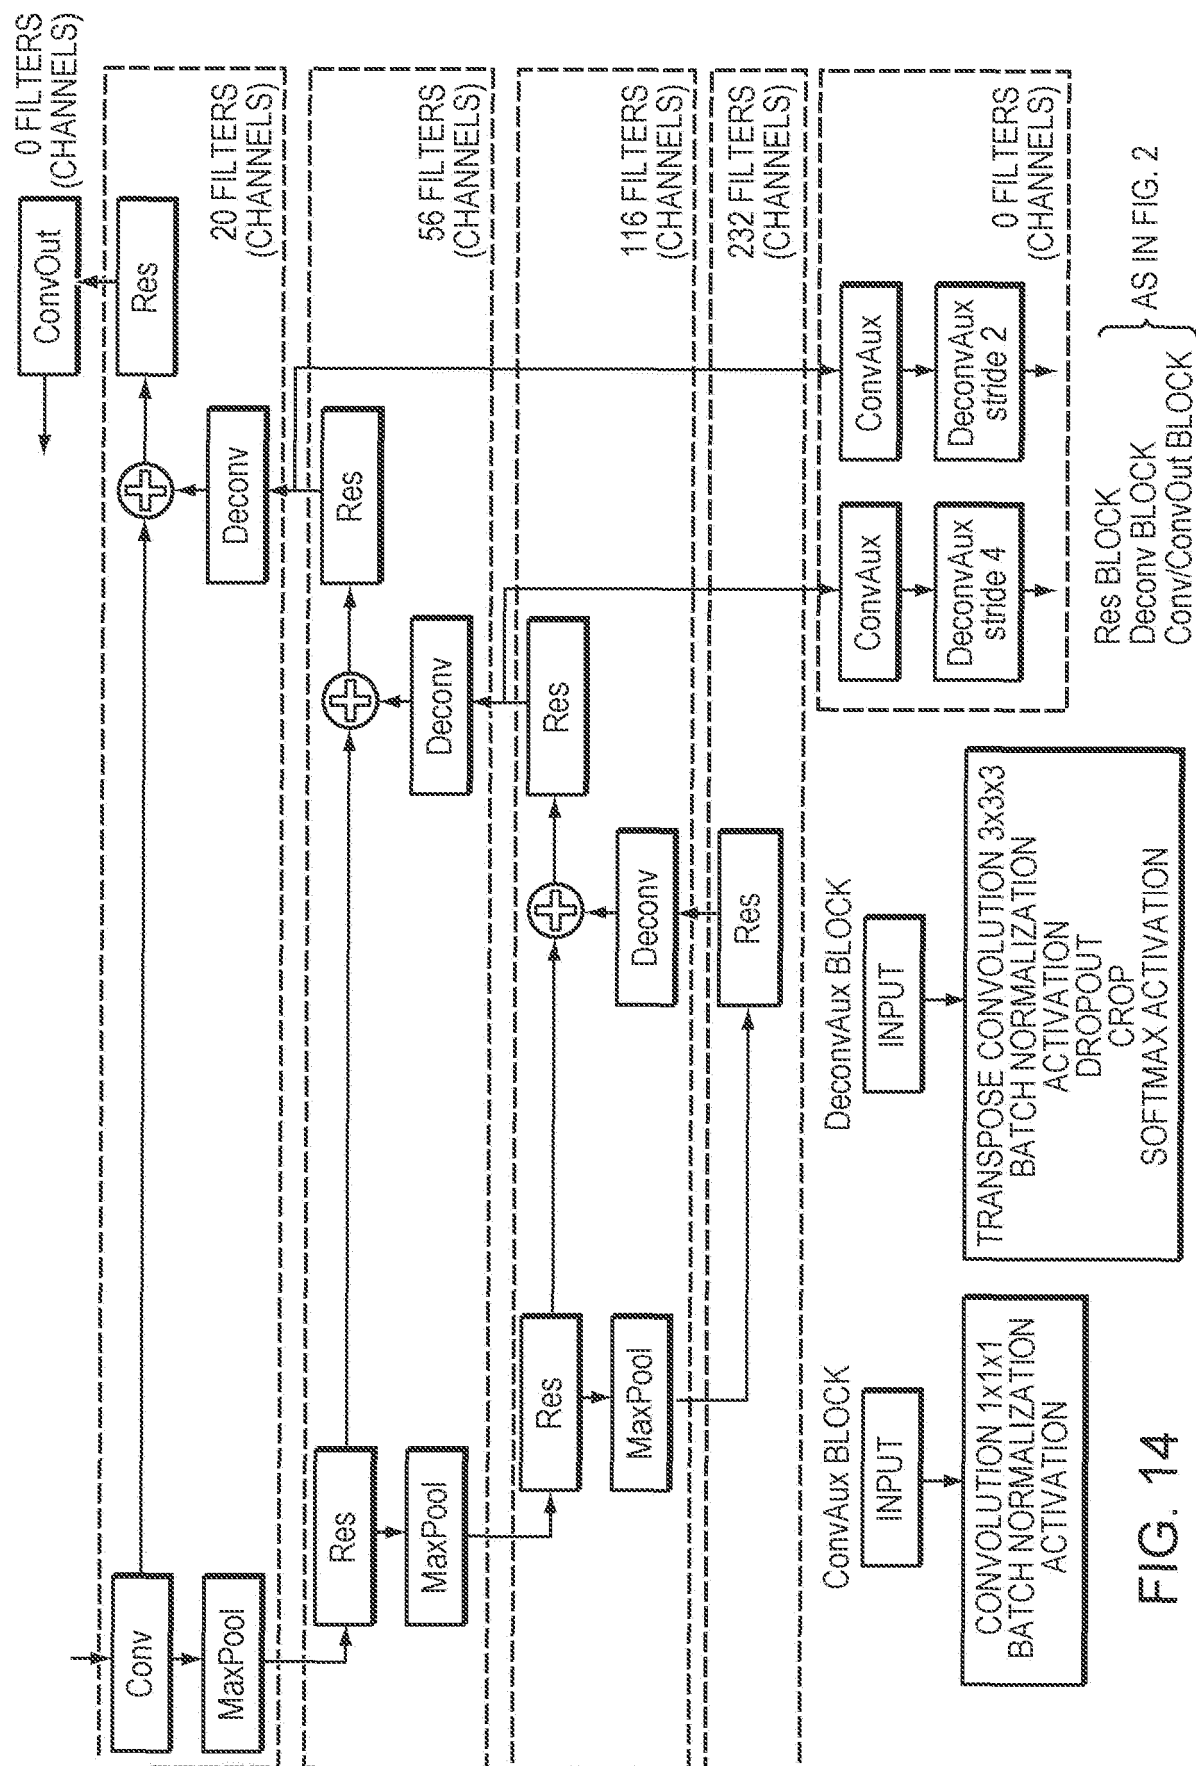 0 FILTERS
(CHANNELS)
ConvOut
Conv
Res
MaxPool
Deconv
20 FILTERS
(CHANNELS)
Res
Res
MaxPool
Deconv
56 FILTERS
(CHANNELS)
Res
Res
MaxPool
Deconv
116 FILTERS
(CHANNELS)
Res
232 FILTERS
(CHANNELS)
ConvAux
DeconvAux
stride 4
ConvAux
DeconvAux
stride 2
0 FILTERS
(CHANNELS)
ConvAux BLOCK
INPUT
CONVOLUTION 1x1x1
BATCH NORMALIZATION
ACTIVATION
DeconvAux BLOCK
INPUT
TRANSPOSE CONVOLUTION 3x3x3
BATCH NORMALIZATION
ACTIVATION
DROPOUT
CROP
SOFTMAX ACTIVATION
Res BLOCK
Deconv BLOCK
Conv/ConvOut BLOCK
AS IN FIG. 2
FIG. 14